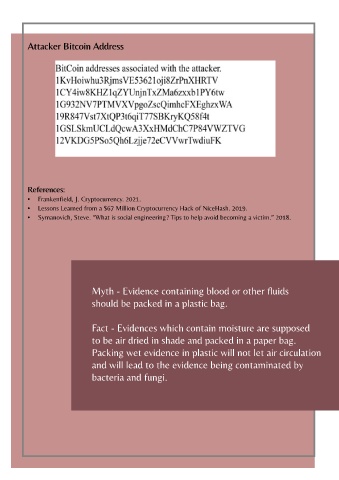 Attacker Bitcoin Address
BitCoin addresses associated with the attacker.
1KvHoiwhu3RjmsVE53621oji8ZrPnXHRTV
1CY4iw8KHZ1qZYUnjnTxZMa6zxxb1PY6tw
1G932NV7PTMVXVpgoZscQimhcFXEghzxWA
19R847Vst7XtQP3t6qiT77SBKryKQ58f4t
1GSLSkmUCLdQcwA3XxHMdChC7P84VWZTVG
12VKDG5PSo5Qh6Lzjje72eCVVwrTwdiuFK
References:
• Frankenfield, J. Cryptocurrency. 2021.
• Lessons Learned from a $67 Million Cryptocurrency Hack of NiceHash. 2019.
• Symanovich, Steve. "What is social engineering? Tips to help avoid becoming a victim." 2018.
Myth - Evidence containing blood or other fluids
should be packed in a plastic bag.
Fact - Evidences which contain moisture are supposed
to be air dried in shade and packed in a paper bag.
Packing wet evidence in plastic will not let air circulation
and will lead to the evidence being contaminated by
bacteria and fungi.